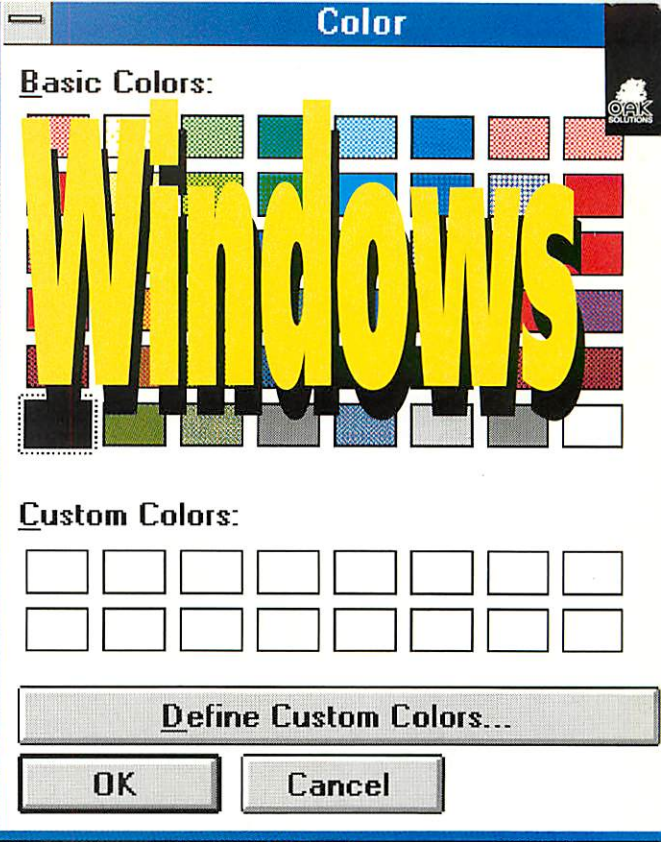 Color
Basic Colors:
OAK
SOLUTIONS
Windows
Custom Colors:
Define Custom Colors...
OK
Cancel